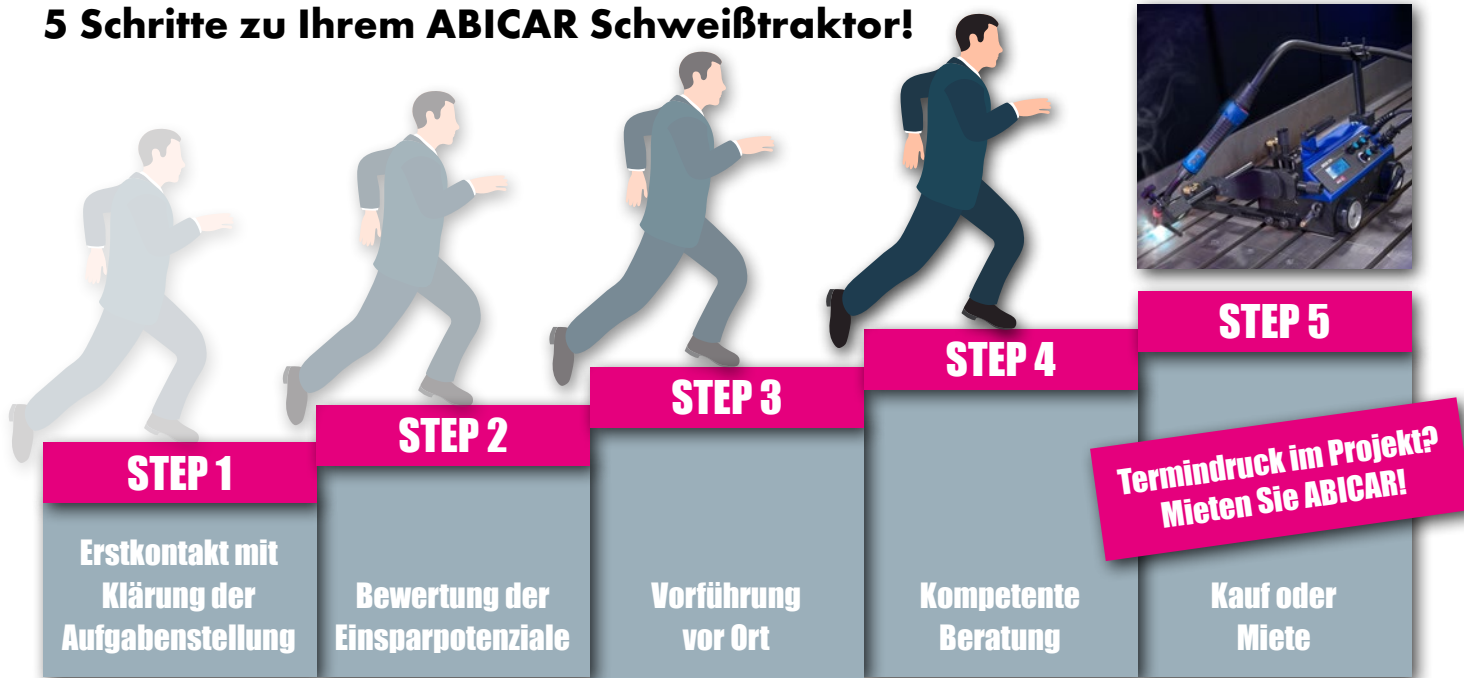 5 Schritte zu Ihrem ABICAR Schweißtraktor!
STEP 1
Erstkontakt mit
Klärung der
Aufgabenstellung
STEP 2
Bewertung der
Einsparpotenziale
STEP 3
Vorführung
vor Ort
STEP 4
Kompetente
Beratung
STEP 5
Termindruck im Projekt?
Mieten Sie ABICAR!
Kauf oder
Miete